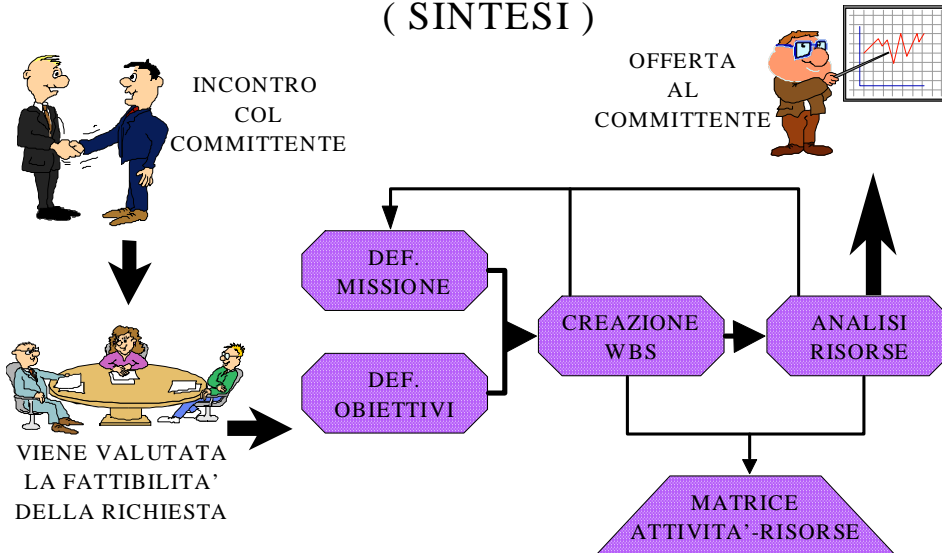 ( SINTESI )
INCONTRO
COL
COMMITTENTE
OFFERTA
AL
COMMITTENTE
DEF.
MISSIONE
CREAZIONE
WBS
ANALISI
RISORSE
DEF.
OBIETTIVI
VIENE VALUTATA
LA FATTIBILITA'
DELLA RICHIESTA
MATRICE
ATTIVITA'-RISORSE